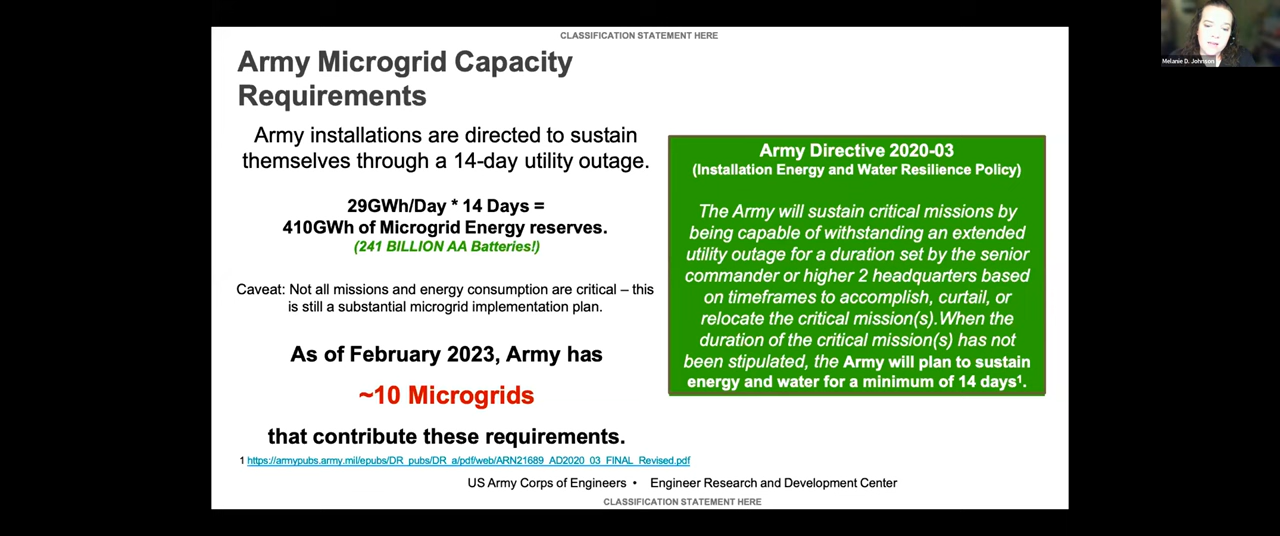 CLASSIFICATION STATEMENT HERE
Army Microgrid Capacity
Requirements
Army installations are directed to sustain
themselves through a 14-day utility outage.
29GWh/Day * 14 Days =
410GWh of Microgrid Energy reserves.
(241 BILLION AA Batteries!)
Caveat: Not all missions and energy consumption are critical – this
is still a substantial microgrid implementation plan.
As of February 2023, Army has
~10 Microgrids
that contribute these requirements.
Army Directive 2020-03
(Installation Energy and Water Resilience Policy)
The Army will sustain critical missions by
being capable of withstanding an extended
utility outage for a duration set by the senior
commander or higher 2 headquarters based
on timeframes to accomplish, curtail, or
relocate the critical mission(s).When the
duration of the critical mission(s) has not
been stipulated, the Army will plan to sustain
energy and water for a minimum of 14 days¹.
1 https://armypubs.army.mil/epubs/DR_pubs/DR_a/pdf/web/ARN21689_AD2020_03_FINAL_Revised.pdf
US Army Corps of Engineers • Engineer Research and Development Center
CLASSIFICATION STATEMENT HERE
Melanie D. Johnson